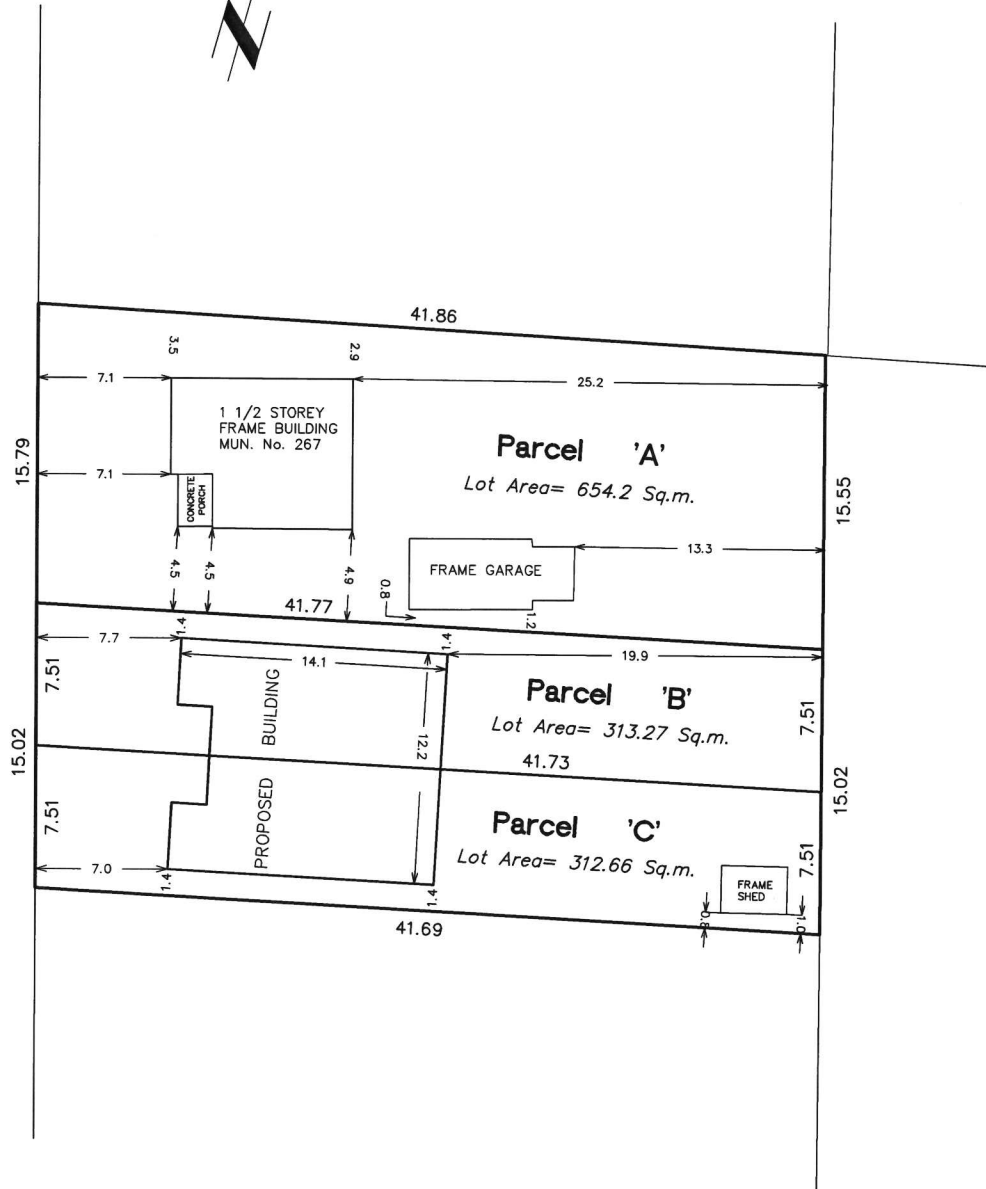 41.86
3.5
2.9
7.1
25.2
1 1/2 STOREY
FRAME BUILDING
MUN. No. 267
Parcel 'A'
Lot Area= 654.2 Sq.m.
15.79
7.1
CONCRETE
PORCH
15.55
13.3
FRAME GARAGE
4.5
4.5
4.9
0.8
1.2
41.77
7.7
1.4
1.4
14.1
19.9
7.51
BUILDING
Parcel 'B'
Lot Area= 313.27 Sq.m.
7.51
12.2
41.73
15.02
15.02
7.51
PROPOSED
Parcel 'C'
Lot Area= 312.66 Sq.m.
7.51
7.0
1.4
1.4
FRAME
SHED
0.8
1.0
41.69